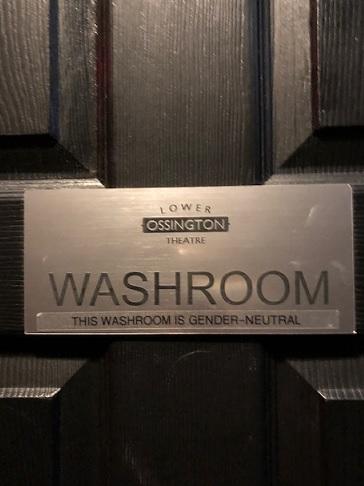 LOWER
OSSINGTON
THEATRE
WASHROOM
THIS WASHROOM IS GENDER-NEUTRAL